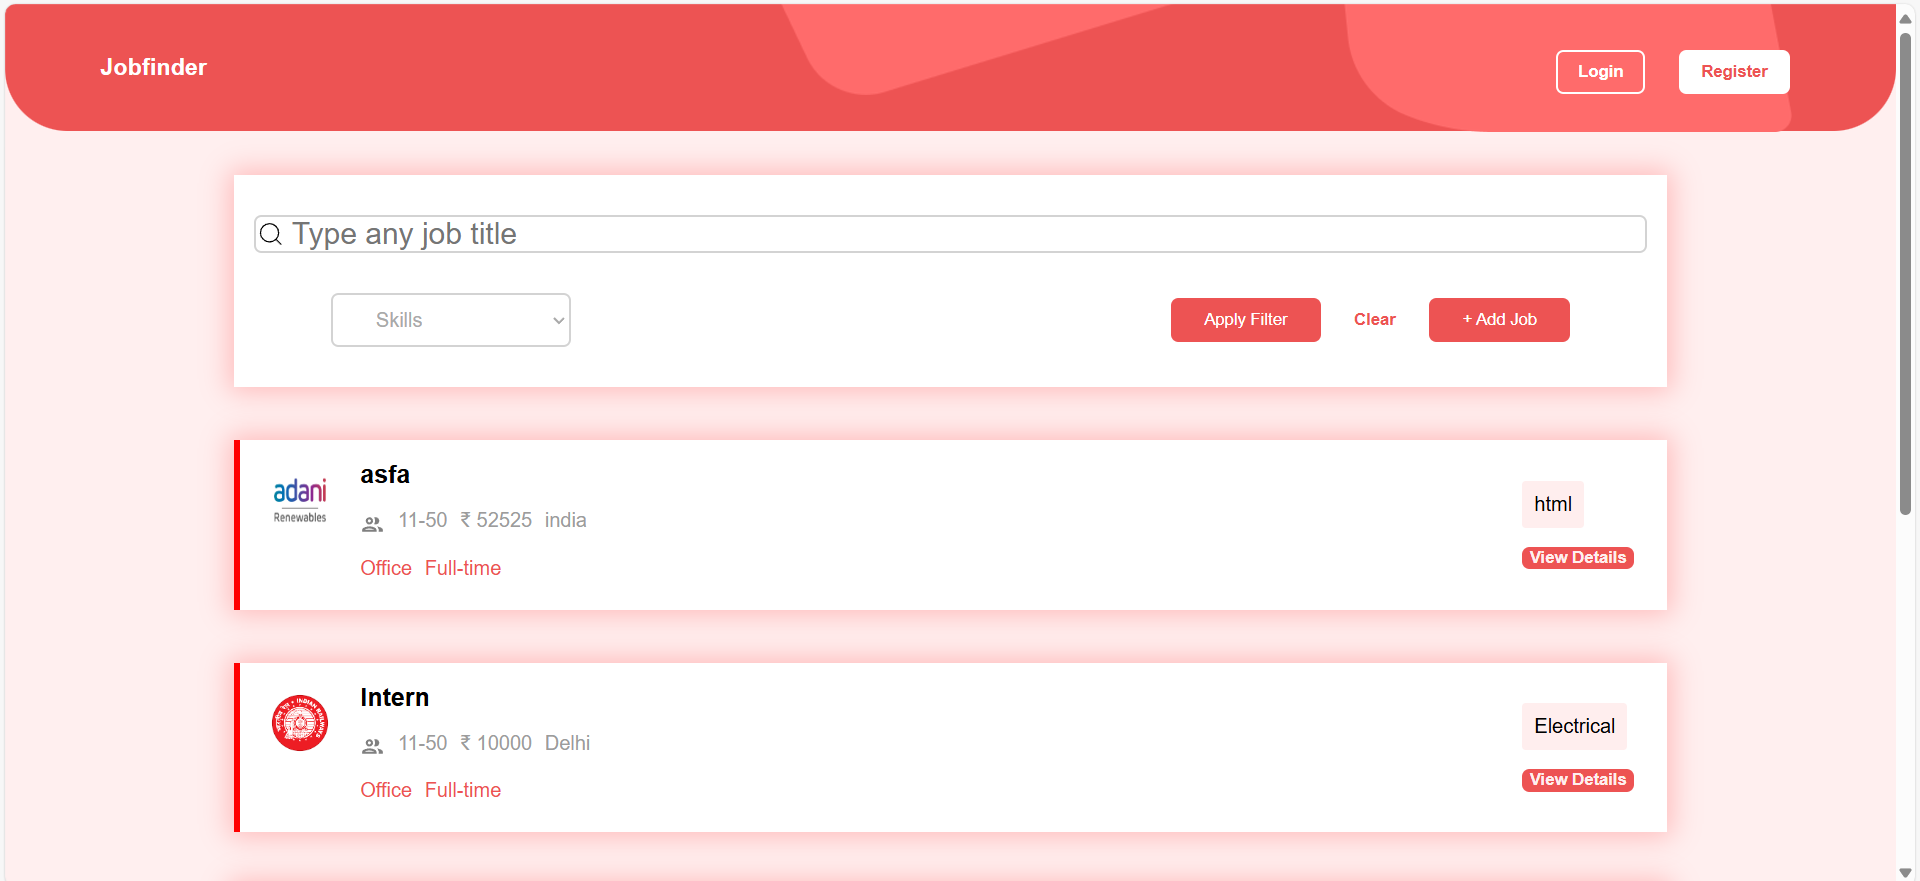 Jobfinder
Login
Register
Type any job title
Skills
Apply Filter
Clear
+ Add Job
adani
Renewables
asfa
11-50 ₹ 52525 india
Office Full-time
html
View Details
Intern
11-50 ₹ 10000 Delhi
Office Full-time
Electrical
View Details